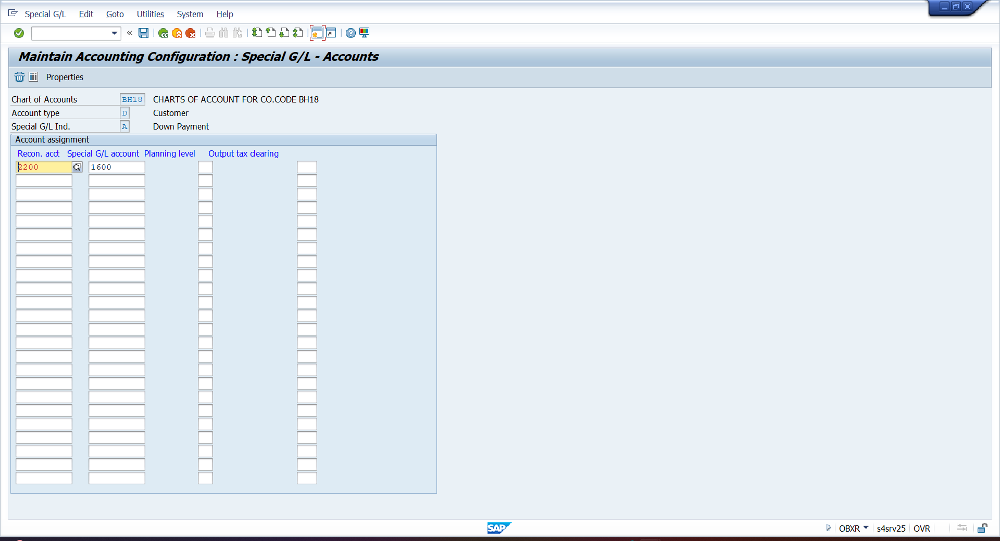 Special G/L Edit Goto Utilities System Help
Maintain Accounting Configuration : Special G/L - Accounts
Properties
Chart of Accounts BH18 CHARTS OF ACCOUNT FOR CO.CODE BH18
Account type D Customer
Special G/L Ind. A Down Payment
Account assignment
Recon. acct Special G/L account Planning level Output tax clearing
2200 1600
SAP OBXR s4srv25 OVR